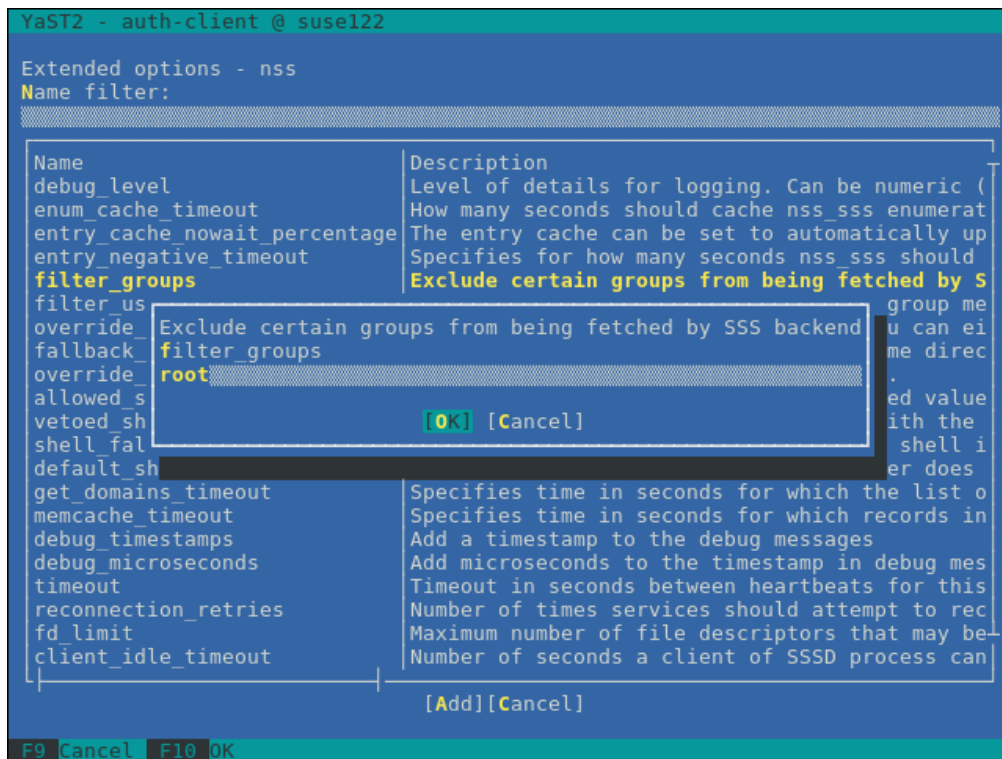 YaST2 - auth-client @ suse122
Extended options - nss
Name filter:
Name Description
debug_level Level of details for logging. Can be numeric (
enum_cache_timeout How many seconds should cache nss_sss enumerat
entry_cache_nowait_percentage The entry cache can be set to automatically up
entry_negative_timeout Specifies for how many seconds nss_sss should
filter_groups Exclude certain groups from being fetched by S
filter_us group me
override_ Exclude certain groups from being fetched by SSS backend u can ei
fallback_ filter_groups me direc
override_ root .
allowed_s ed value
vetoed_sh [OK] [Cancel] ith the
shell_fal shell i
default_sh er does
get_domains_timeout Specifies time in seconds for which the list o
memcache_timeout Specifies time in seconds for which records in
debug_timestamps Add a timestamp to the debug messages
debug_microseconds Add microseconds to the timestamp in debug mes
timeout Timeout in seconds between heartbeats for this
reconnection_retries Number of times services should attempt to rec
fd_limit Maximum number of file descriptors that may be
client_idle_timeout Number of seconds a client of SSSD process can
[Add][Cancel]
F9 Cancel F10 OK